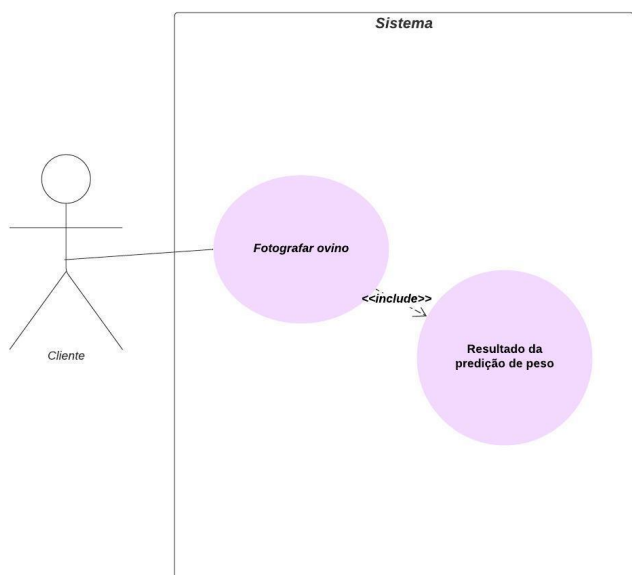 Sistema
Fotografar ovino
<<include>>
Resultado da
predição de peso
Cliente